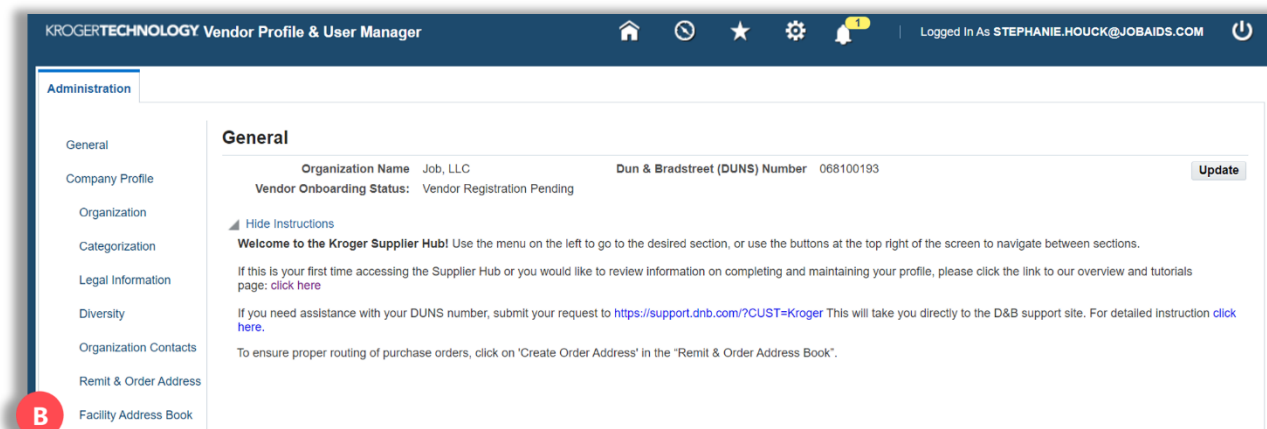 KROGERTECHNOLOGY. Vendor Profile & User Manager
1
Logged In As STEPHANIE.HOUCK@JOBAIDS.COM
Administration
General
Company Profile
Organization
Categorization
Legal Information
Diversity
Organization Contacts
Remit & Order Address
B
Facility Address Book
General
Organization Name Job, LLC
Dun & Bradstreet (DUNS) Number 068100193
Update
Vendor Onboarding Status: Vendor Registration Pending
Hide Instructions
Welcome to the Kroger Supplier Hub! Use the menu on the left to go to the desired section, or use the buttons at the top right of the screen to navigate between sections.
If this is your first time accessing the Supplier Hub or you would like to review information on completing and maintaining your profile, please click the link to our overview and tutorials
page: click here
If you need assistance with your DUNS number, submit your request to https://support.dnb.com/?CUST=Kroger This will take you directly to the D&B support site. For detailed instruction click
here.
To ensure proper routing of purchase orders, click on 'Create Order Address' in the “Remit & Order Address Book”.